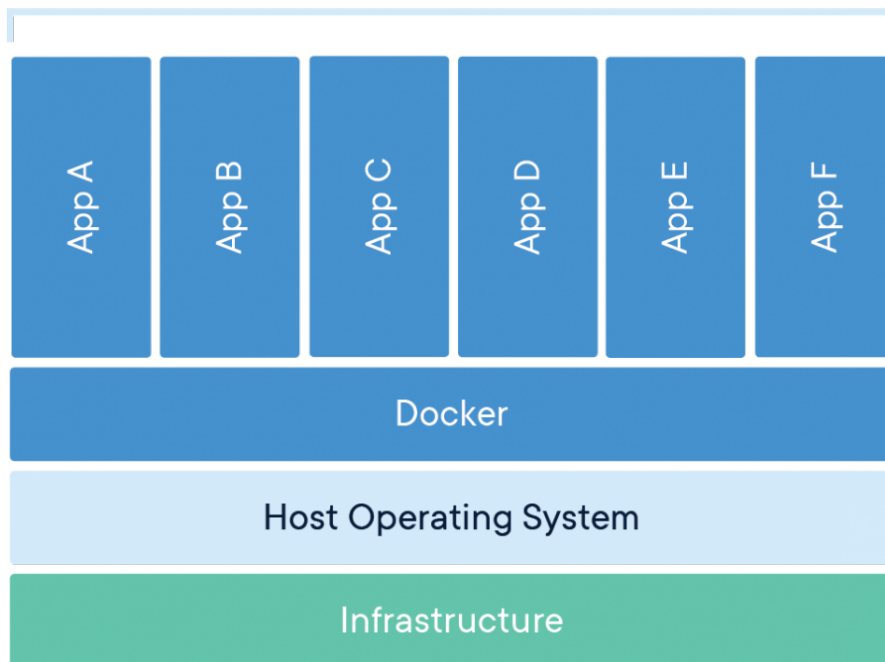 App A
App B
App C
App D
App E
App F
Docker
Host Operating System
Infrastructure